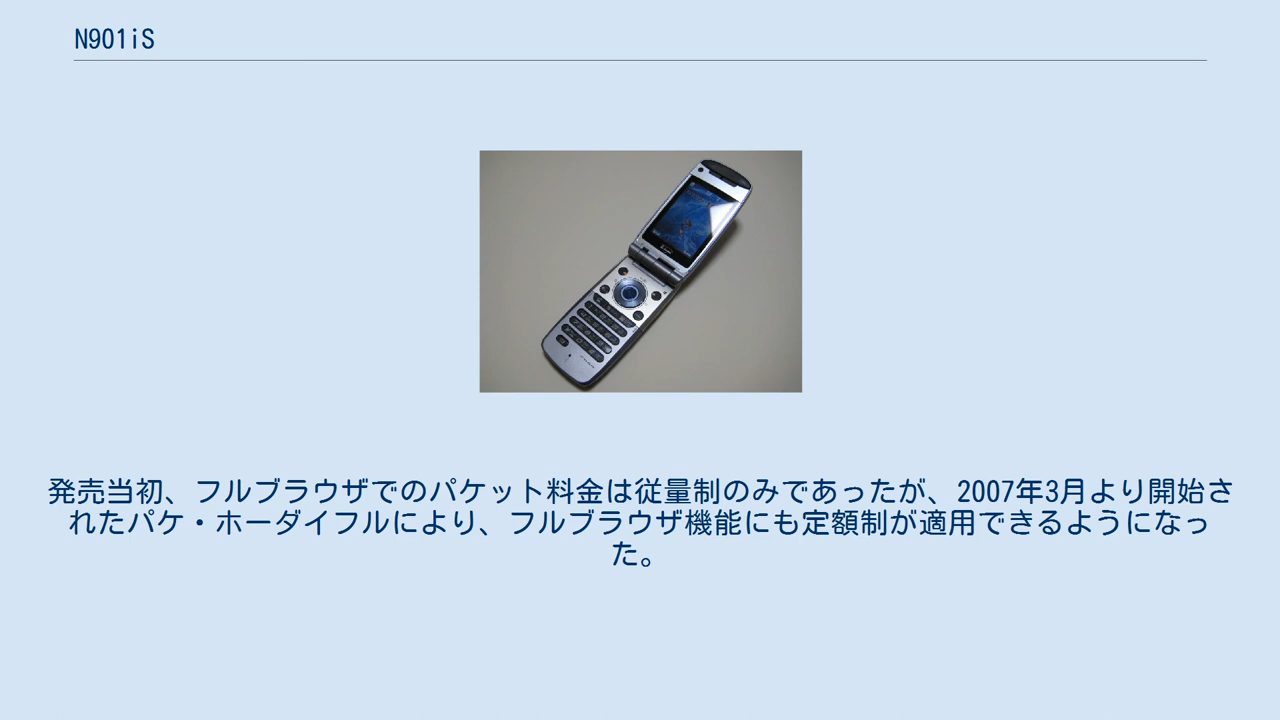 N901iS
発売当初、フルブラウザでのパケット料金は従量制のみであったが、2007年3月より開始さ
れたパケ・ホーダイフルにより、フルブラウザ機能にも定額制が適用できるようになっ
た。